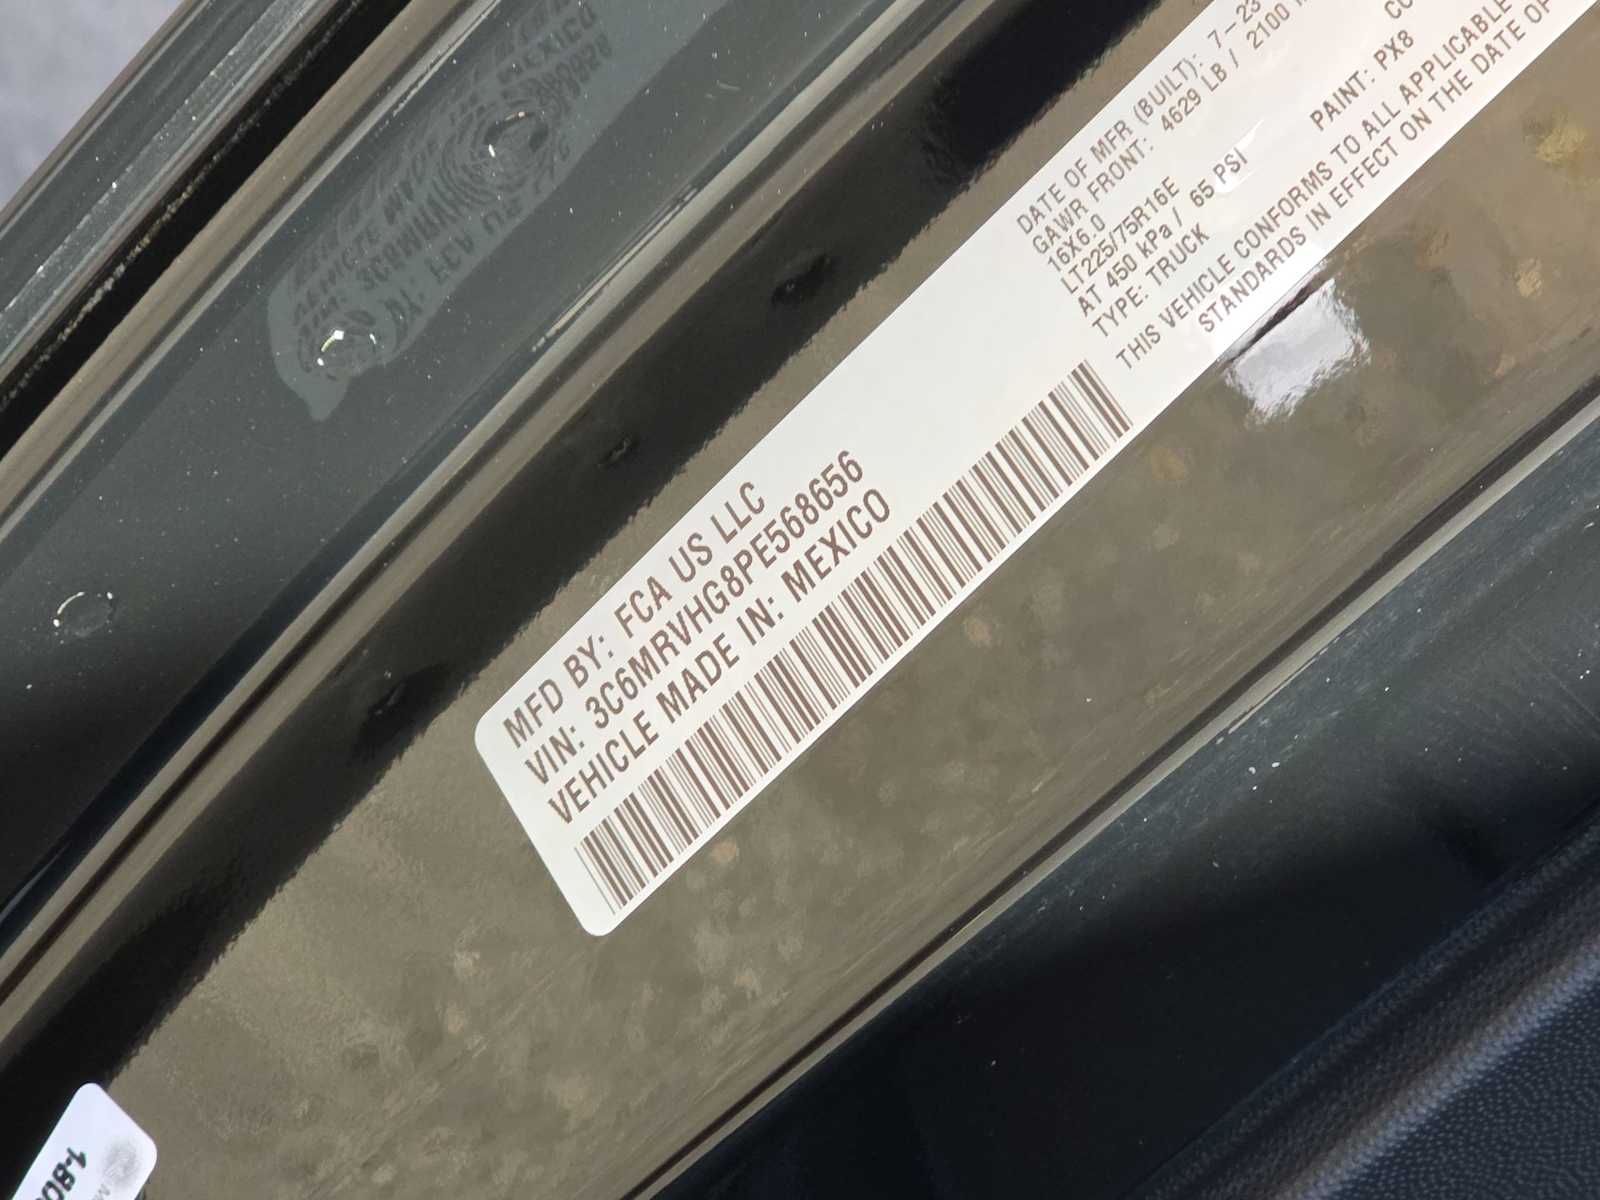 MFD BY: FCA US LLC
VIN: 3C6MRVHG8PE568656
VEHICLE MADE IN: MEXICO
DATE OF MFR (BUILT): 7-23
GAWR FRONT: 4629 LB / 2100
16X6.0
LT225/75R16E
AT 450 kPa / 65 PSI
TYPE: TRUCK
PAINT: PX8
THIS VEHICLE CONFORMS TO ALL APPLICABLE
STANDARDS IN EFFECT ON THE DATE OF